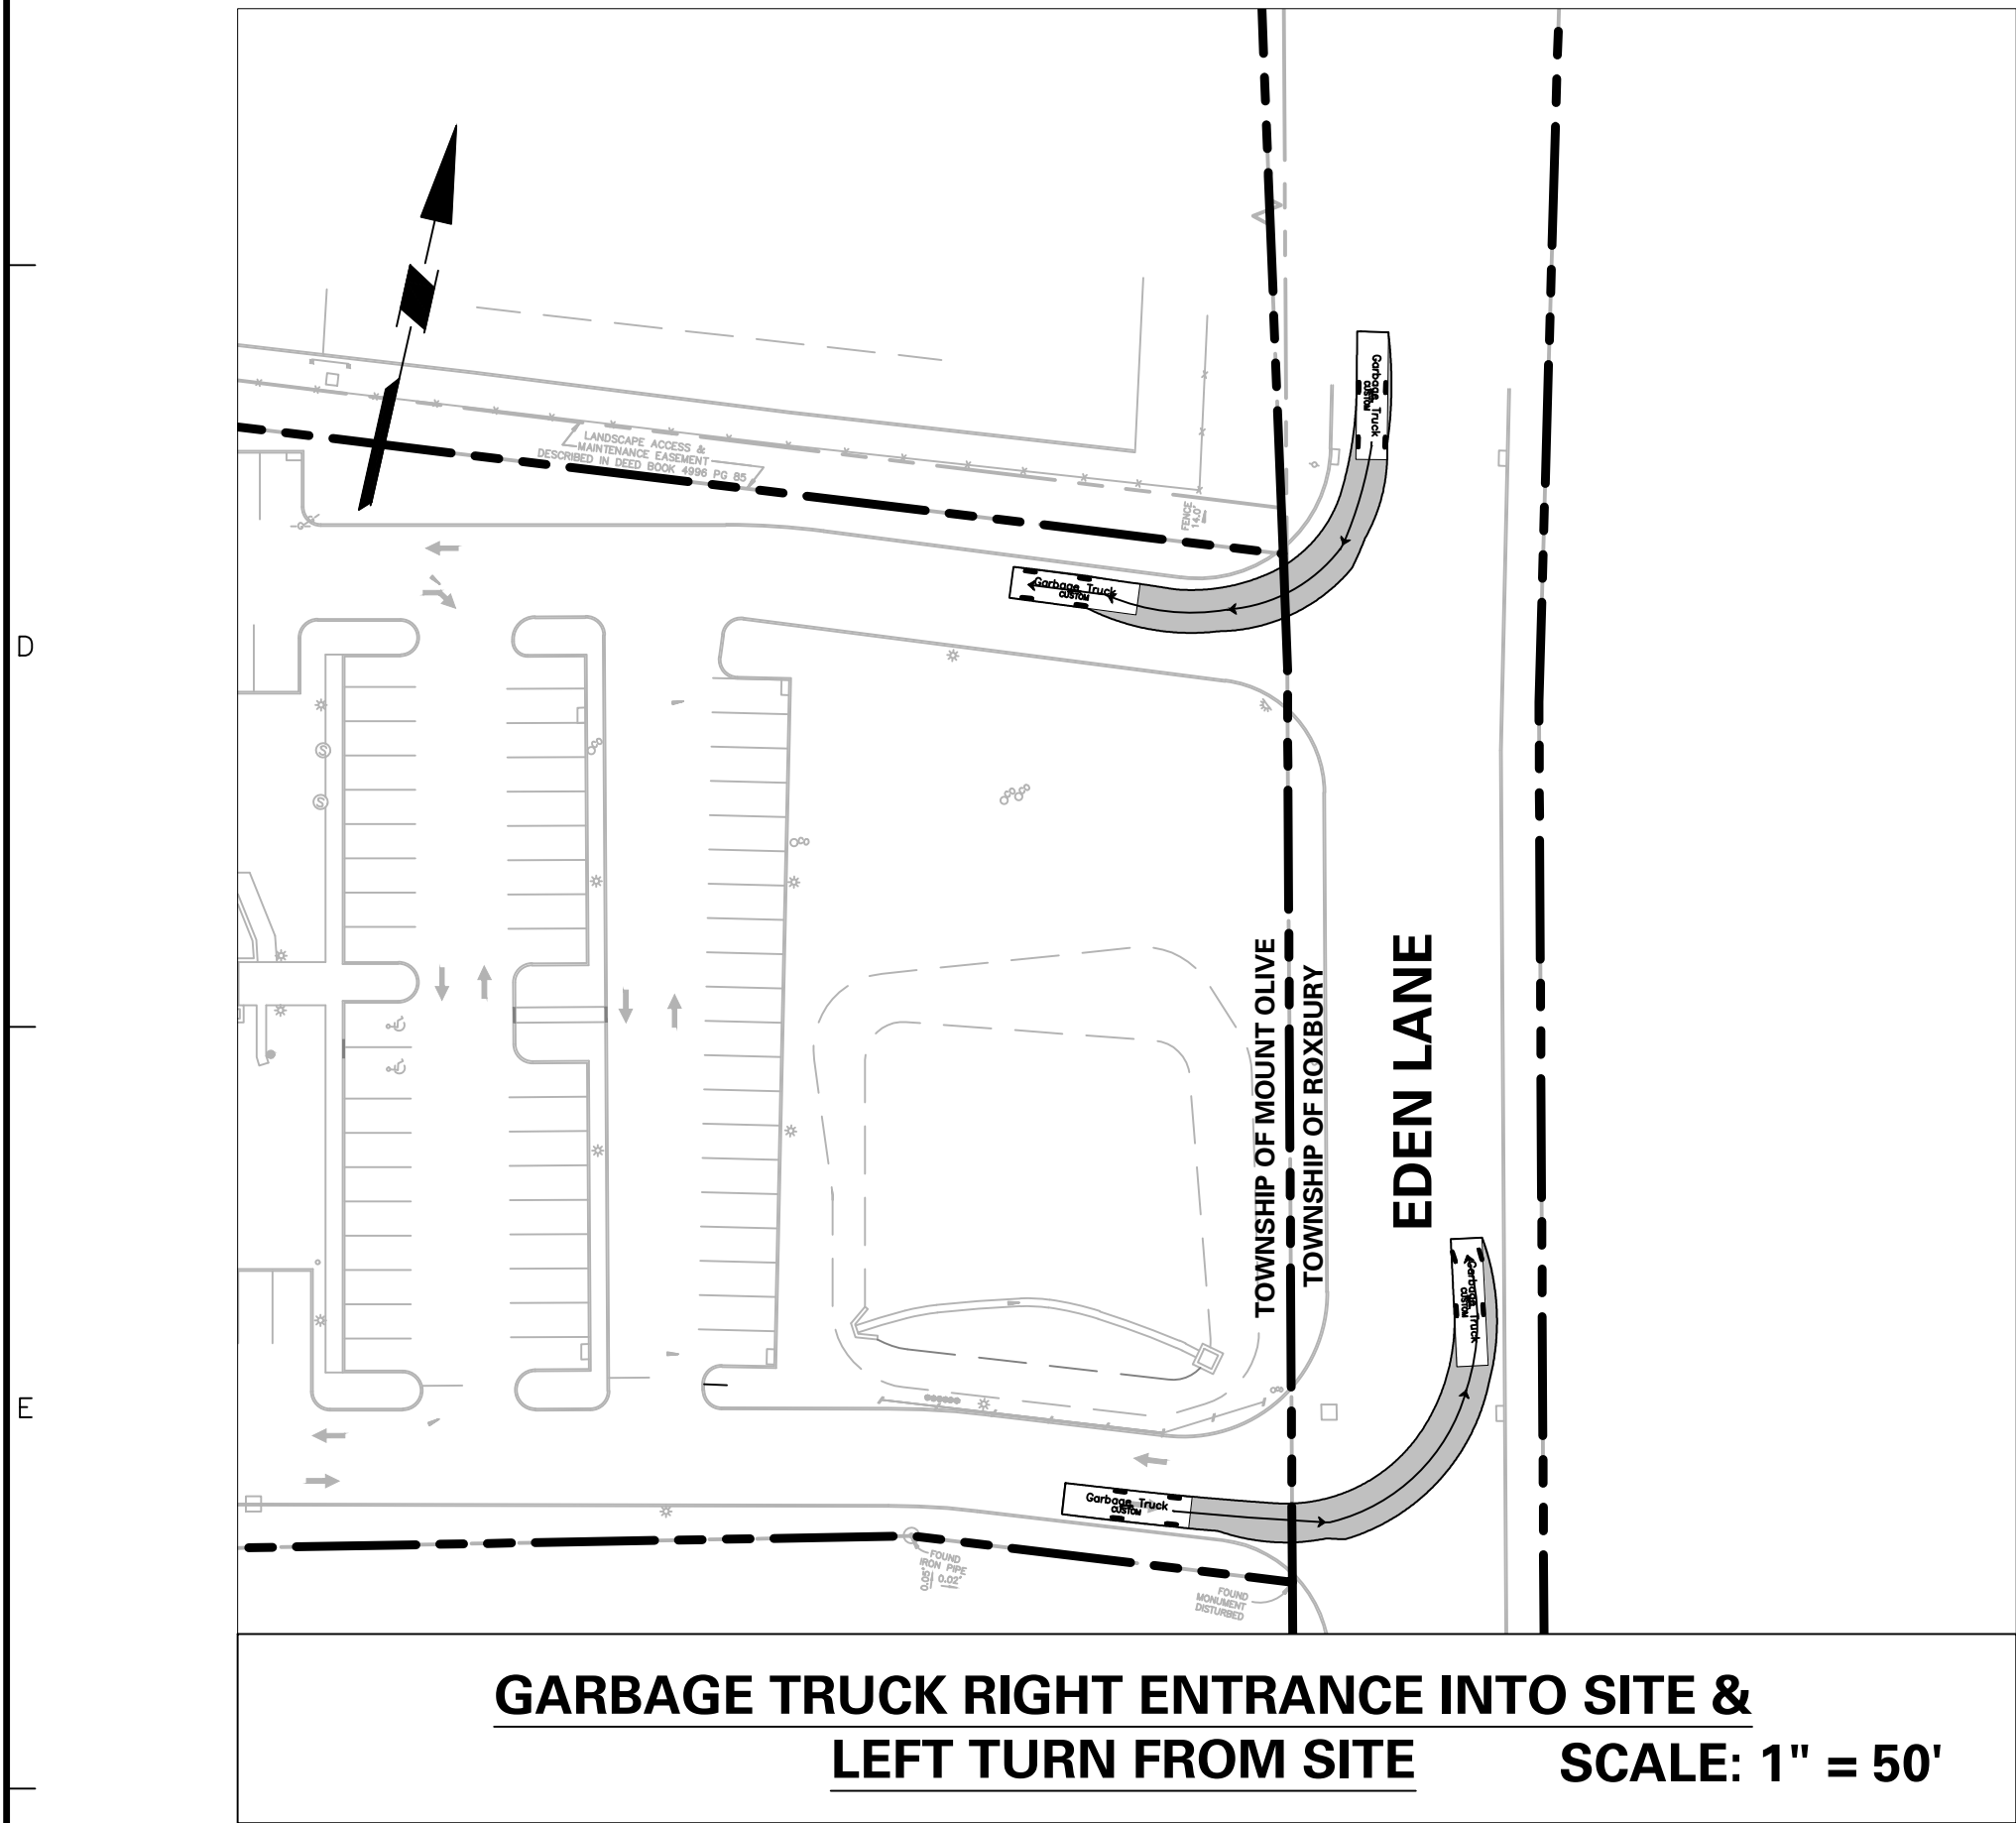 LANDSCAPE ACCESS &
MAINTENANCE EASEMENT
DESCRIBED IN DEED BOOK 4996 PG 85
FENCE
14.0'
Garbage Truck
CUSTOM
Garbage Truck
CUSTOM
D
S
S
TOWNSHIP OF MOUNT OLIVE
TOWNSHIP OF ROXBURY
EDEN LANE
Garbage Truck
CUSTOM
E
Garbage Truck
CUSTOM
FOUND
IRON PIPE
0.05' 0.02'
FOUND
MONUMENT
DISTURBED
GARBAGE TRUCK RIGHT ENTRANCE INTO SITE &
LEFT TURN FROM SITE
SCALE: 1" = 50'